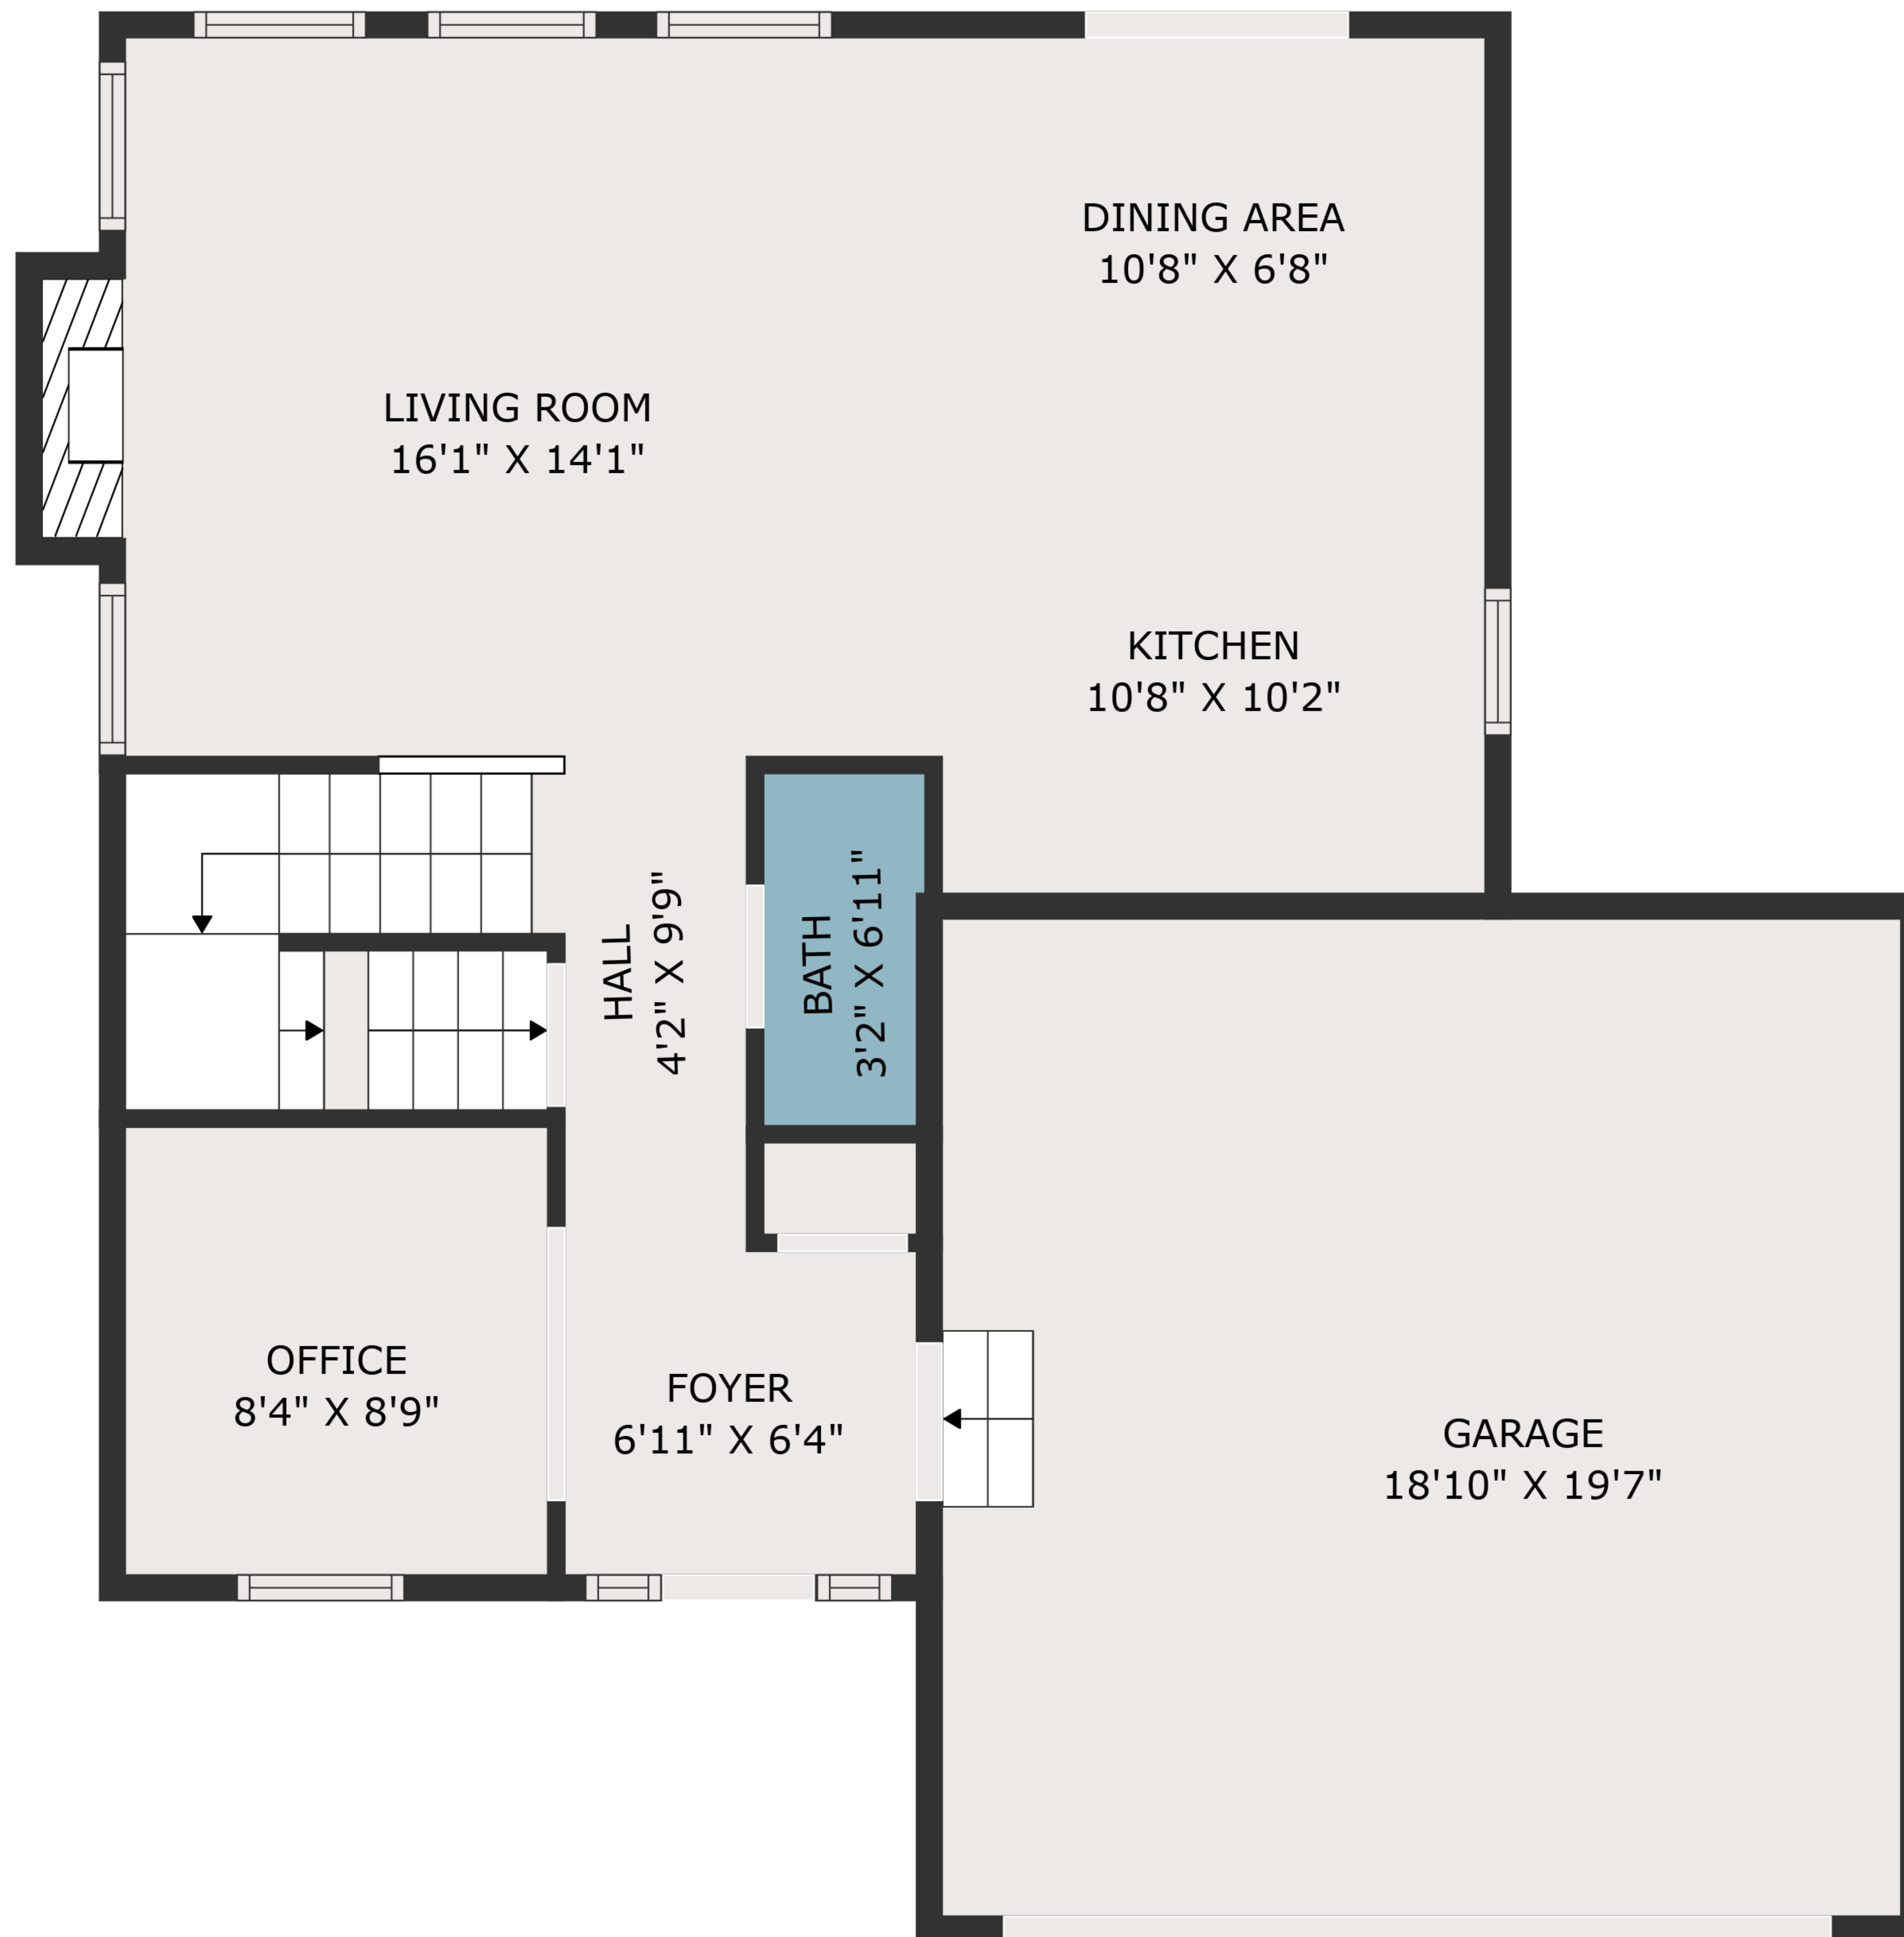 DINING AREA
10'8" X 6'8"
LIVING ROOM
16'1" X 14'1"
KITCHEN
10'8" X 10'2"
HALL
4'2" X 9'9"
BATH
3'2" X 6'11"
OFFICE
8'4" X 8'9"
FOYER
6'11" X 6'4"
GARAGE
18'10" X 19'7"